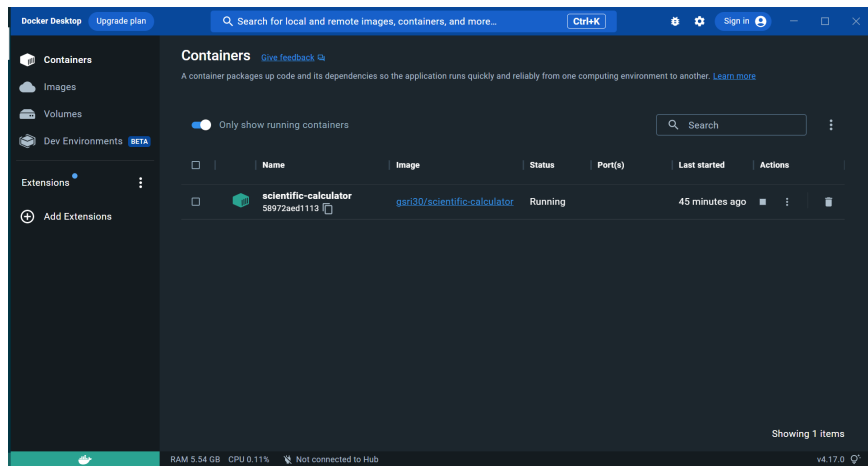 Docker Desktop Upgrade plan Search for local and remote images, containers, and more... Ctrl+K Sign in
Containers
Images
Volumes
Dev Environments BETA
Extensions
Add Extensions
Containers Give feedback
A container packages up code and its dependencies so the application runs quickly and reliably from one computing environment to another. Learn more
Only show running containers Search
Name Image Status Port(s) Last started Actions
scientific-calculator gsri30/scientific-calculator Running 45 minutes ago
58972aed1113
Showing 1 items
RAM 5.54 GB CPU 0.11% Not connected to Hub v4.17.0